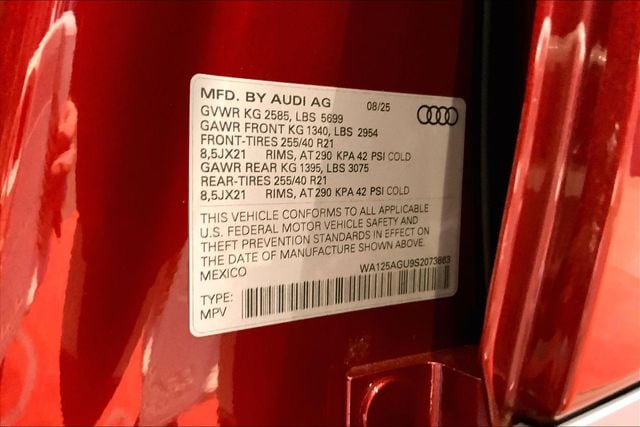 MFD. BY AUDI AG 08/25
GVWR KG 2585, LBS 5699
GAWR FRONT KG 1340, LBS 2954
FRONT-TIRES 255/40 R21
8,5JX21 RIMS, AT 290 KPA 42 PSI COLD
GAWR REAR KG 1395, LBS 3075
REAR-TIRES 255/40 R21
8,5JX21 RIMS, AT 290 KPA 42 PSI COLD
THIS VEHICLE CONFORMS TO ALL APPLICABLE
U.S. FEDERAL MOTOR VEHICLE SAFETY AND
THEFT PREVENTION STANDARDS IN EFFECT ON
THE DATE OF MANUFACTURE SHOWN ABOVE.
MEXICO
WA125AGU9S2073863
TYPE:
MPV